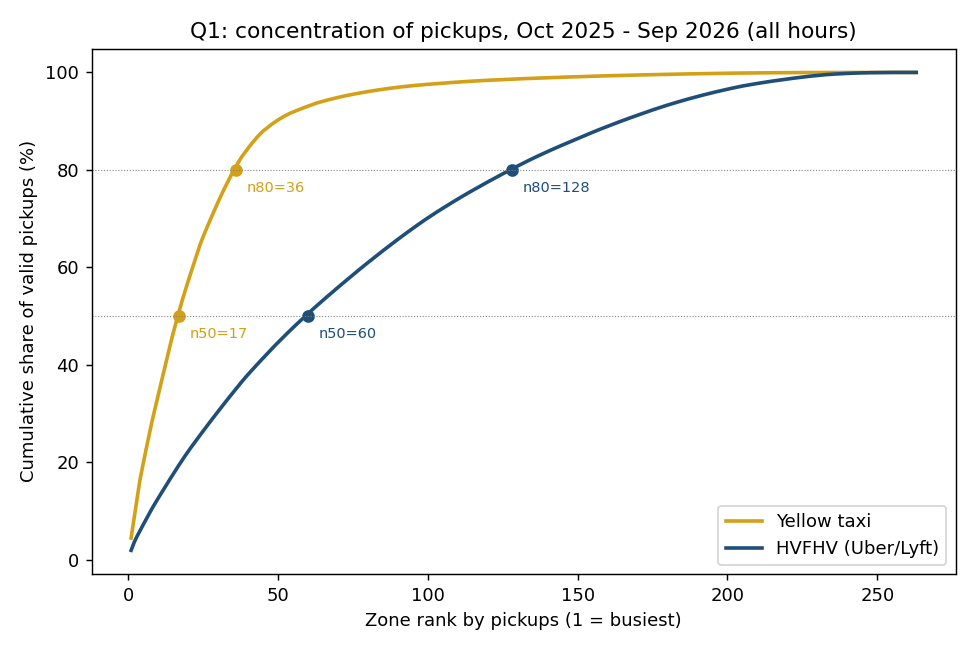 Q1: concentration of pickups, Oct 2025 - Sep 2026 (all hours)
Cumulative share of valid pickups (%)
100
80
60
40
20
0
n80=36
n80=128
n50=17
n50=60
Yellow taxi
HVFHV (Uber/Lyft)
0
50
100
150
200
250
Zone rank by pickups (1 = busiest)